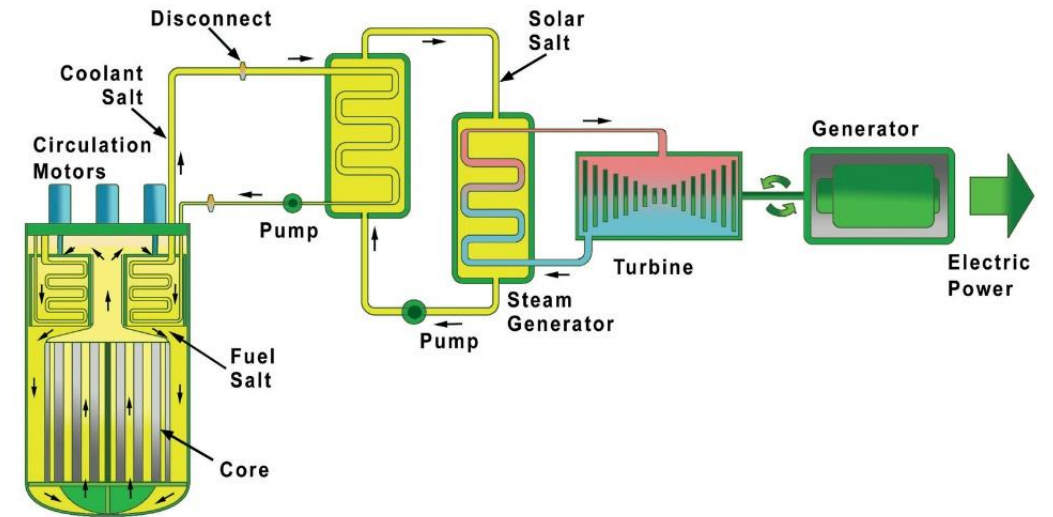 Disconnect
Solar
Salt
Coolant
Salt
Circulation
Motors
Generator
Pump
Turbine
Electric
Power
Steam
Generator
Pump
Fuel
Salt
Core